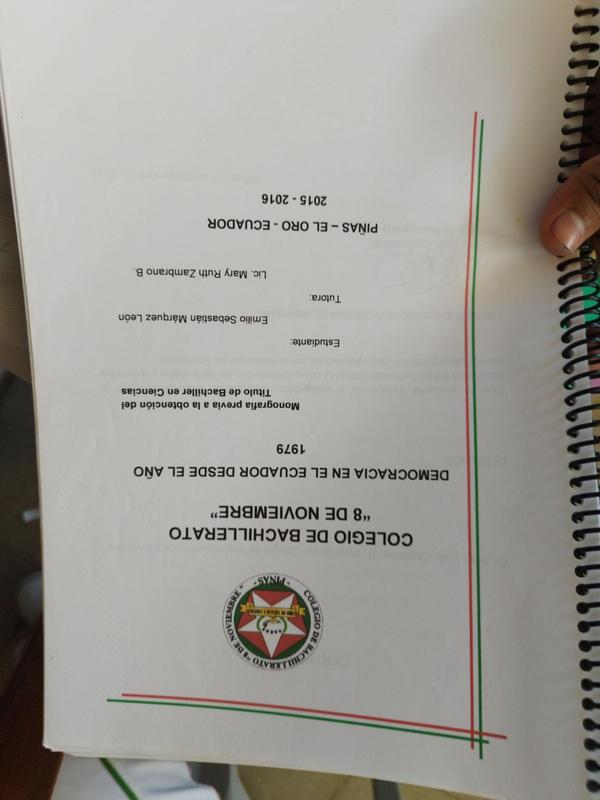 COLEGIO DE BACHILLERATO "8 DE NOVIEMBRE"
- PIÑAS -
COLEGIO DE BACHILLERATO
"8 DE NOVIEMBRE"
DEMOCRACIA EN EL ECUADOR DESDE EL AÑO
1979
Monografía previa a la obtención del
Título de Bachiller en Ciencias
Estudiante:
Emilio Sebastián Márquez León
Tutora:
Lic. Mary Ruth Zambrano B.
PIÑAS – EL ORO - ECUADOR
2015 - 2016